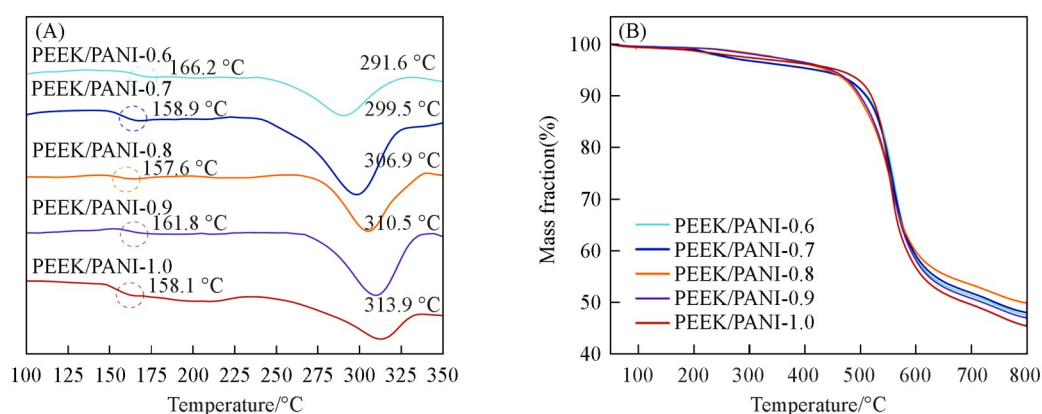 (A)
PEEK/PANI-0.6
166.2 °C
291.6 °C
PEEK/PANI-0.7
158.9 °C
299.5 °C
PEEK/PANI-0.8
157.6 °C
306.9 °C
PEEK/PANI-0.9
161.8 °C
310.5 °C
PEEK/PANI-1.0
158.1 °C
313.9 °C
100 125 150 175 200 225 250 275 300 325 350
Temperature/°C
(B)
100
90
80
70
60
50
40
Mass fraction(%)
PEEK/PANI-0.6
PEEK/PANI-0.7
PEEK/PANI-0.8
PEEK/PANI-0.9
PEEK/PANI-1.0
100 200 300 400 500 600 700 800
Temperature/°C